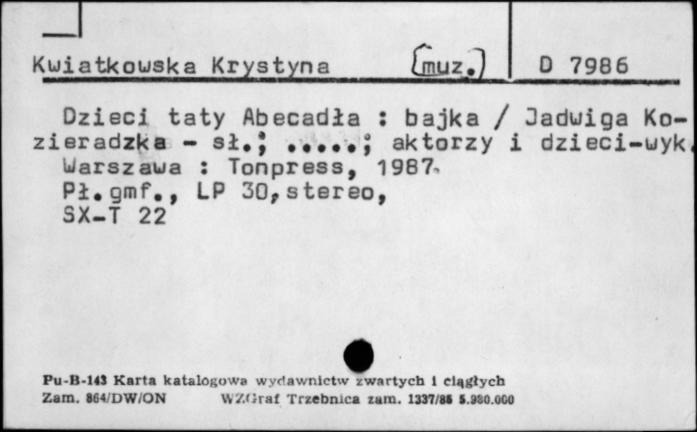 Kwiatkowska Krystyna (muz.) D 7986
Dzieci taty Abecadła : bajka / Jadwiga Ko-
zieradzka - sł.; .....; aktorzy i dzieci-wyk.
Warszawa : Tonpress, 1987.
Pł.gmf., LP 30, stereo,
SX-T 22
Pu-B-143 Karta katalogowa wydawnictw zwartych i ciągłych
Zam. 864/DW/ON WZGraf Trzebnica zam. 1337/86 5.980.000